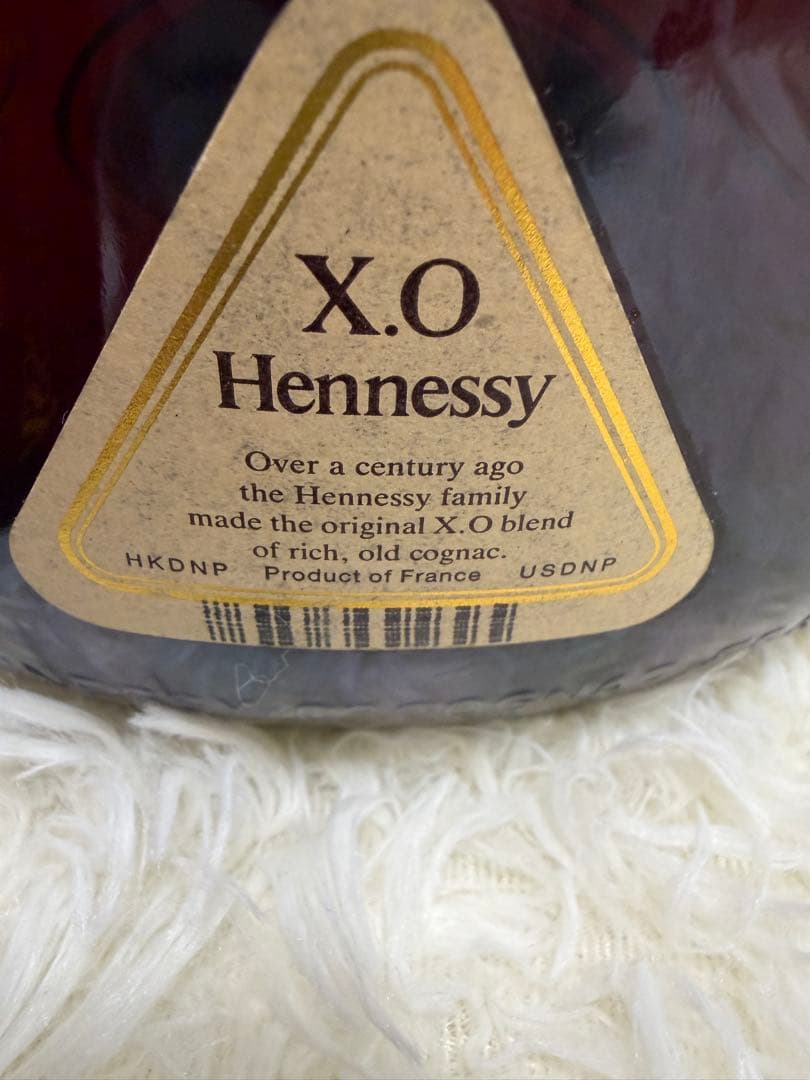 X.O
Hennessy
Over a century ago
the Hennessy family
made the original X.O blend
of rich, old cognac.
HKDNP Product of France USDNP